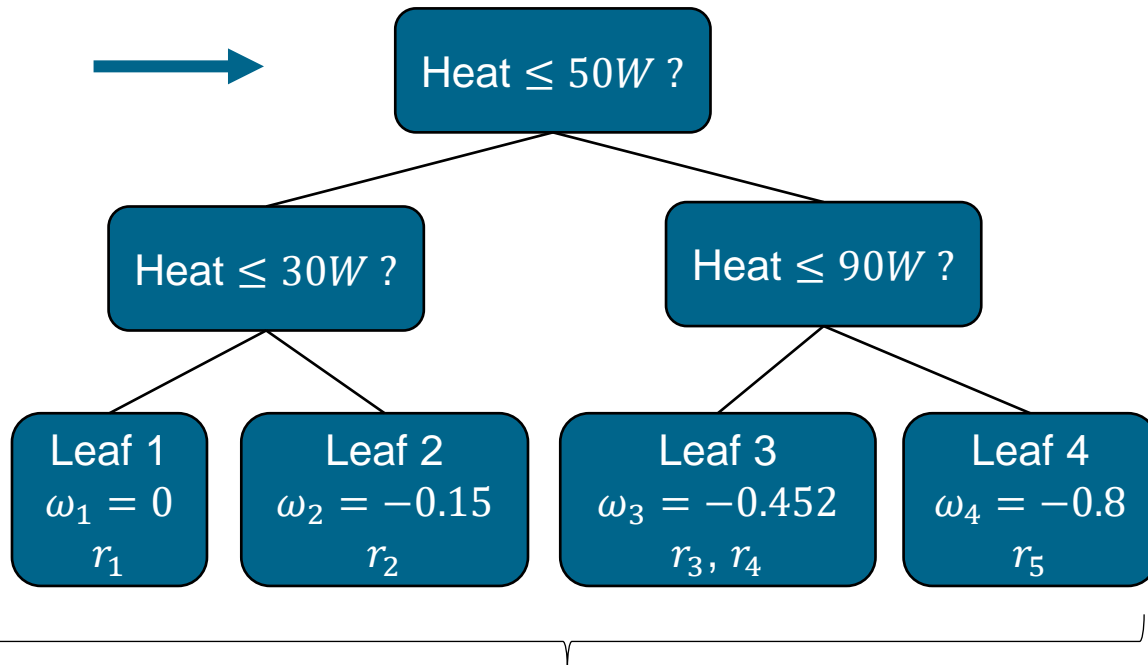 Heat ≤ 50W ?
Heat ≤ 30W ?
Heat ≤ 90W ?
Leaf 1
ω₁ = 0
r₁
Leaf 2
ω₂ = −0.15
r₂
Leaf 3
ω₃ = −0.452
r₃, r₄
Leaf 4
ω₄ = −0.8
r₅